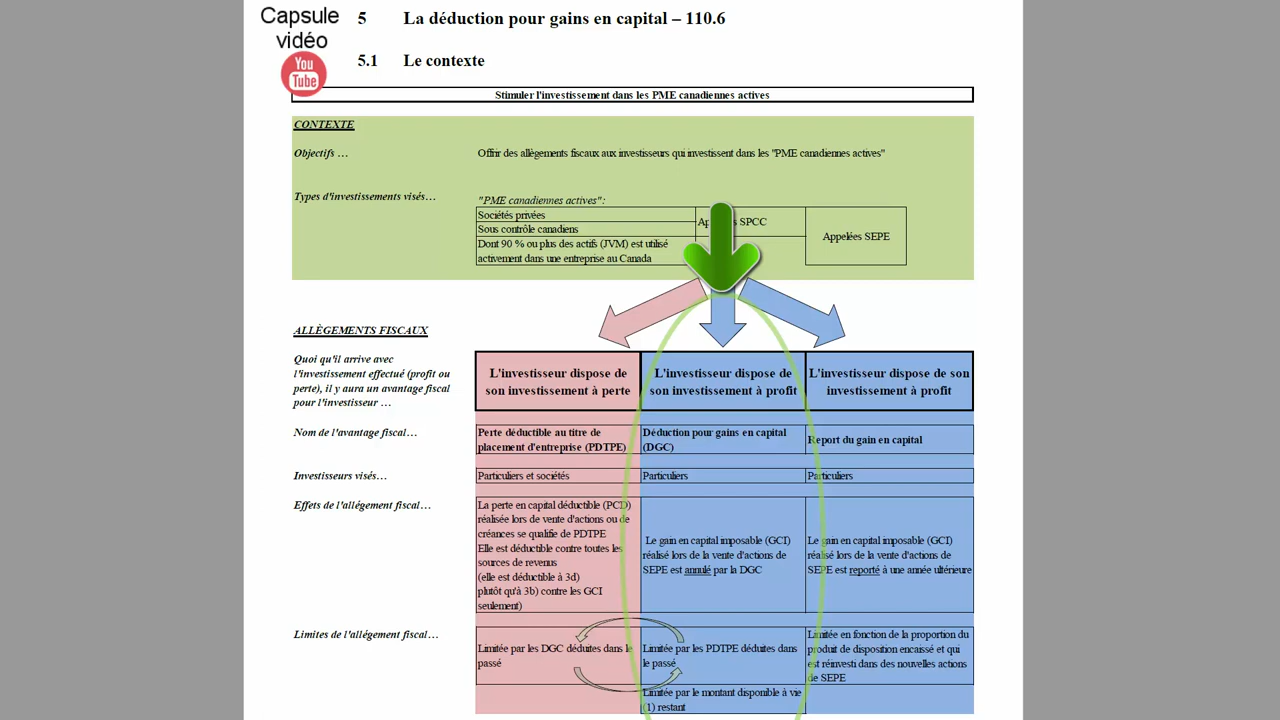 Capsule
vidéo
You
Tube
5 La déduction pour gains en capital – 110.6
5.1 Le contexte
Stimuler l'investissement dans les PME canadiennes actives
CONTEXTE
Objectifs …
Offrir des allègements fiscaux aux investisseurs qui investissent dans les "PME canadiennes actives"
Types d'investissements visés…
"PME canadiennes actives":
Sociétés privées
Sous contrôle canadiens
Dont 90 % ou plus des actifs (JVM) est utilisé
activement dans une entreprise au Canada
SPCC
Appelées SEPE
ALLÈGEMENTS FISCAUX
Quoi qu'il arrive avec
l'investissement effectué (profit ou
perte), il y aura un avantage fiscal
pour l'investisseur …
L'investisseur dispose de
son investissement à perte
L'investisseur dispose de
son investissement à profit
L'investisseur dispose de son
investissement à profit
Nom de l'avantage fiscal…
Perte déductible au titre de
placement d'entreprise (PDTPE)
Déduction pour gains en capital
(DGC)
Report du gain en capital
Investisseurs visés…
Particuliers et sociétés
Particuliers
Particuliers
Effets de l'allégement fiscal…
La perte en capital déductible (PCD)
réalisée lors de vente d'actions ou de
créances se qualifie de PDTPE
Elle est déductible contre toutes les
sources de revenus
(elle est déductible à 3d)
plutôt qu'à 3b) contre les GCI
seulement)
Le gain en capital imposable (GCI)
réalisé lors de la vente d'actions de
SEPE est annulé par la DGC
Le gain en capital imposable (GCI)
réalisé lors de la vente d'actions de
SEPE est reporté à une année ultérieure
Limites de l'allégement fiscal…
Limitée par les DGC déduites dans le
passé
Limitée par les PDTPE déduites dans
le passé
Limitée en fonction de la proportion du
produit de disposition encaissé et qui
est réinvesti dans des nouvelles actions
de SEPE
Limitée par le montant disponible à vie
(1) restant